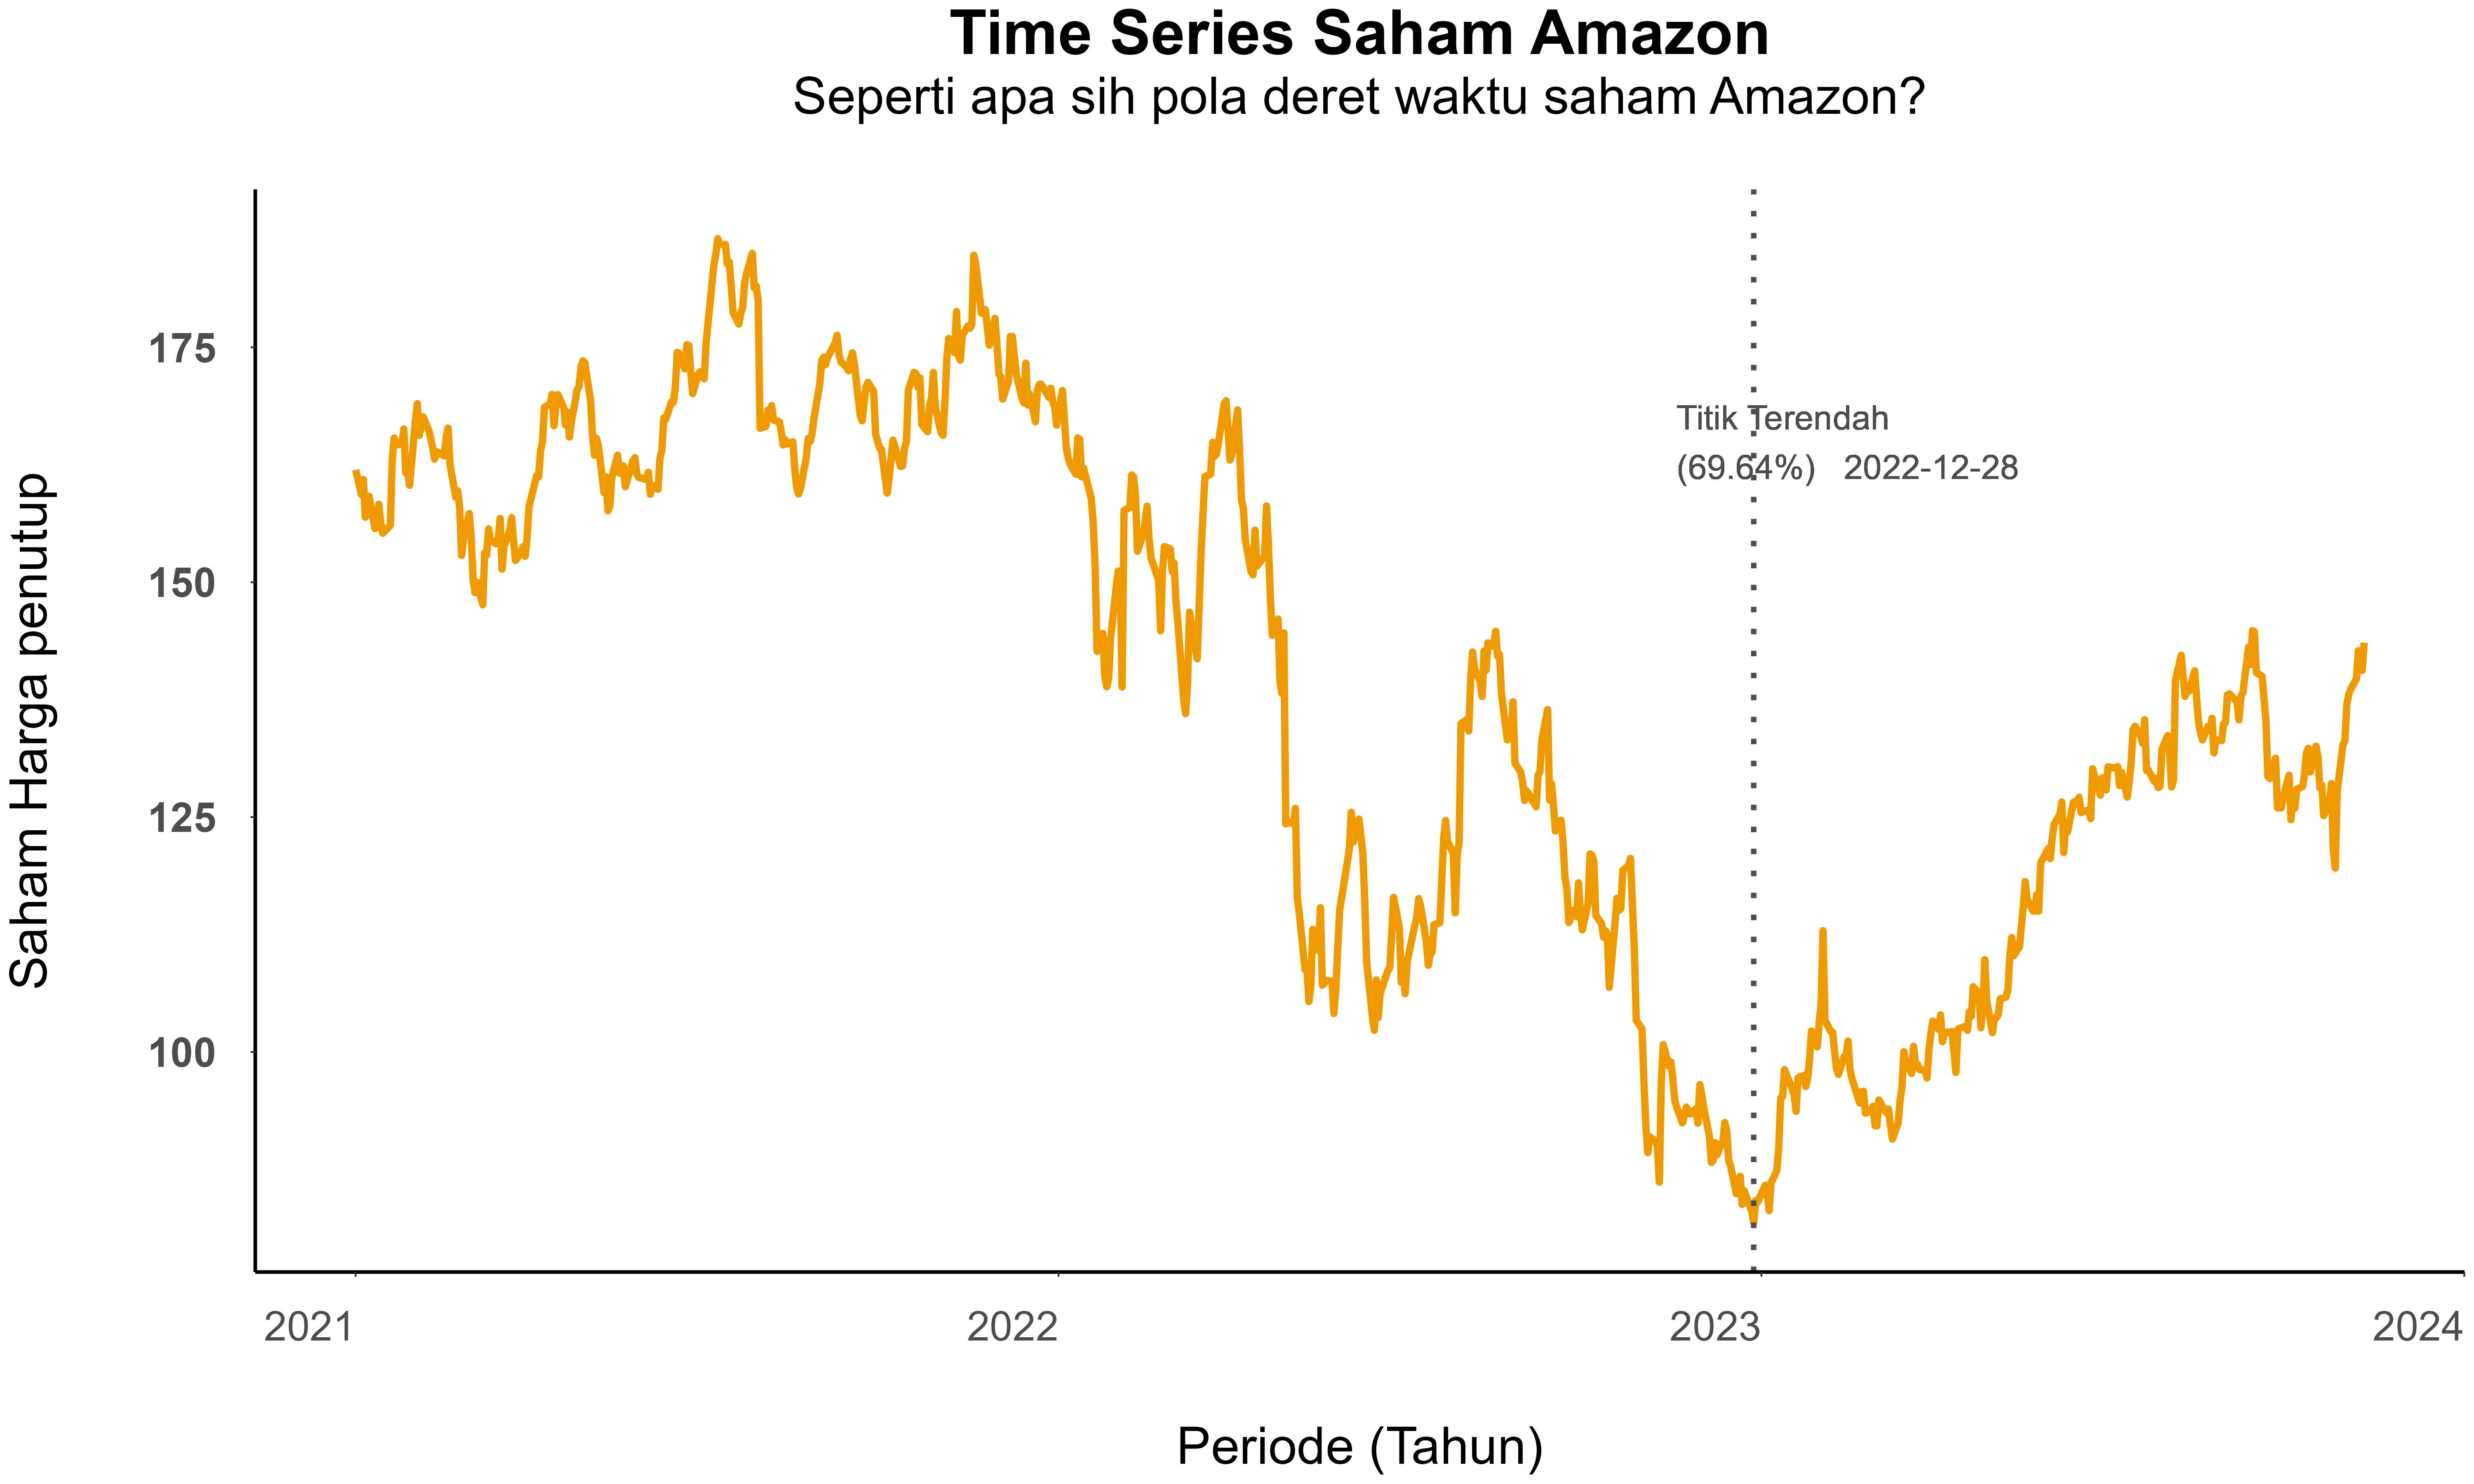 Time Series Saham Amazon
Seperti apa sih pola deret waktu saham Amazon?
Saham Harga penutup
175
150
125
100
Titik Terendah
(69.64%) 2022-12-28
2021
2022
2023
2024
Periode (Tahun)